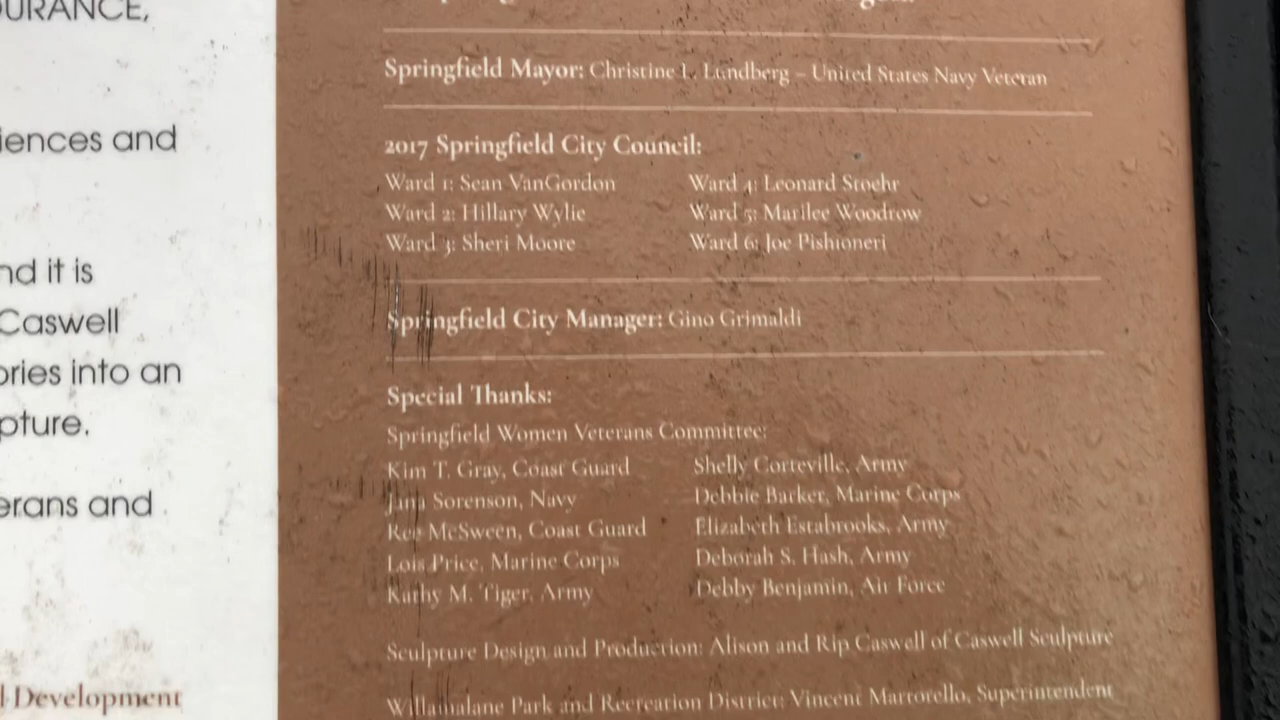 URANCE,
iences and
nd it is
Caswell
ories into an
pture.
erans and
l Development
Springfield Mayor: Christine L. Lundberg – United States Navy Veteran
2017 Springfield City Council:
Ward 1: Sean VanGordon
Ward 2: Hillary Wylie
Ward 3: Sheri Moore
Ward 4: Leonard Stoehr
Ward 5: Marilee Woodrow
Ward 6: Joe Pishioneri
Springfield City Manager: Gino Grimaldi
Special Thanks:
Springfield Women Veterans Committee:
Kim T. Gray, Coast Guard
Jana Sorenson, Navy
Ree McSween, Coast Guard
Lois Price, Marine Corps
Kathy M. Tiger, Army
Shelly Corteville, Army
Debbie Barker, Marine Corps
Elizabeth Estabrooks, Army
Deborah S. Hash, Army
Debby Benjamin, Air Force
Sculpture Design and Production: Alison and Rip Caswell of Caswell Sculpture
Willamalane Park and Recreation District: Vincent Martorello, Superintendent